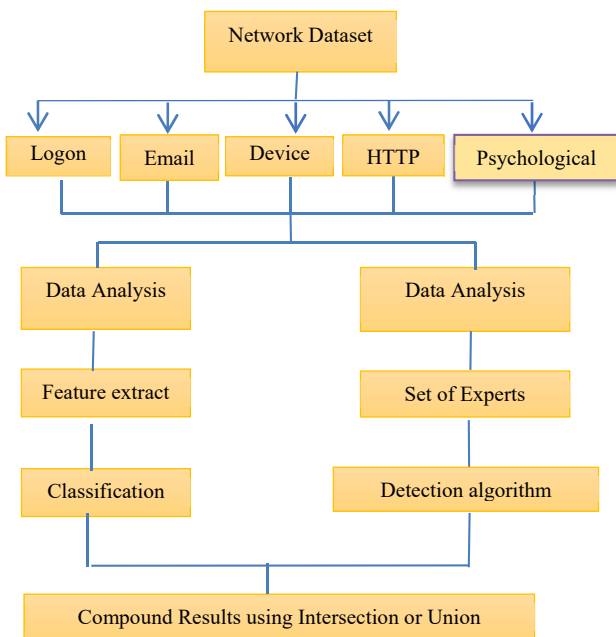 Network Dataset
Logon
Email
Device
HTTP
Psychological
Data Analysis
Data Analysis
Feature extract
Set of Experts
Classification
Detection algorithm
Compound Results using Intersection or Union